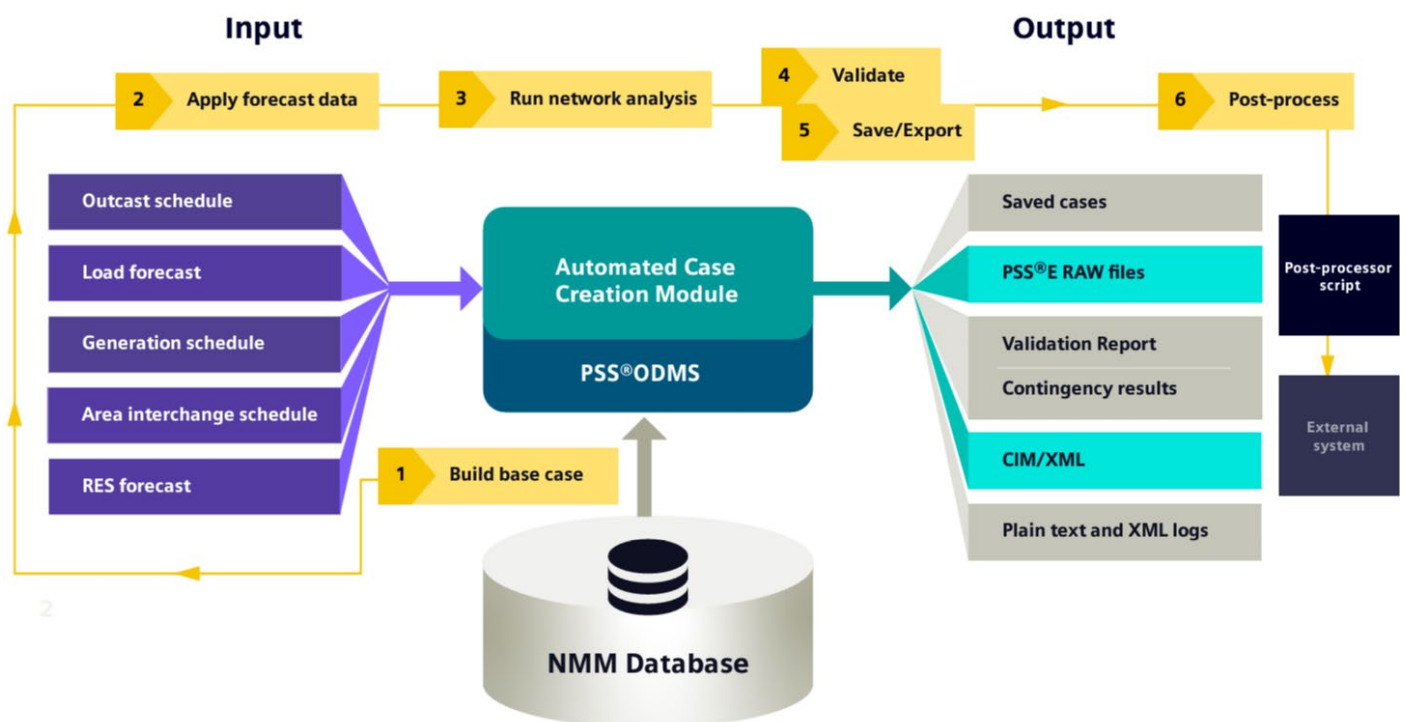 Input
Output
2 Apply forecast data
3 Run network analysis
4 Validate
5 Save/Export
6 Post-process
Outcast schedule
Load forecast
Generation schedule
Area interchange schedule
RES forecast
Automated Case
Creation Module
PSS®ODMS
1 Build base case
NMM Database
Saved cases
PSS®E RAW files
Validation Report
Contingency results
CIM/XML
Plain text and XML logs
Post-processor
script
External
system
2